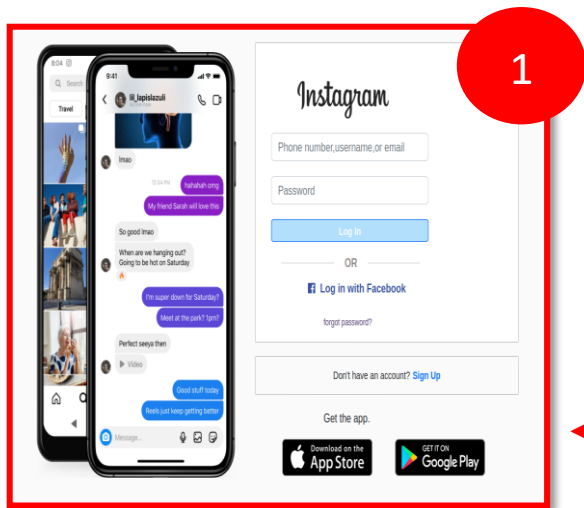 1
8:04
Search
Travel
9:41
lil_lapislazuli
lmao
12:04 PM
hahahah omg
My friend Sarah will love this
So good lmao
When are we hanging out?
Going to be hot on Saturday
I'm super down for Saturday?
Meet at the park? 1pm?
Perfect seeya then
Video
Good stuff today
Reels just keep getting better
Message...
Instagram
Phone number,username,or email
Password
Log In
OR
Log in with Facebook
forgot password?
Don't have an account? Sign Up
Get the app.
Download on the
App Store
GET IT ON
Google Play